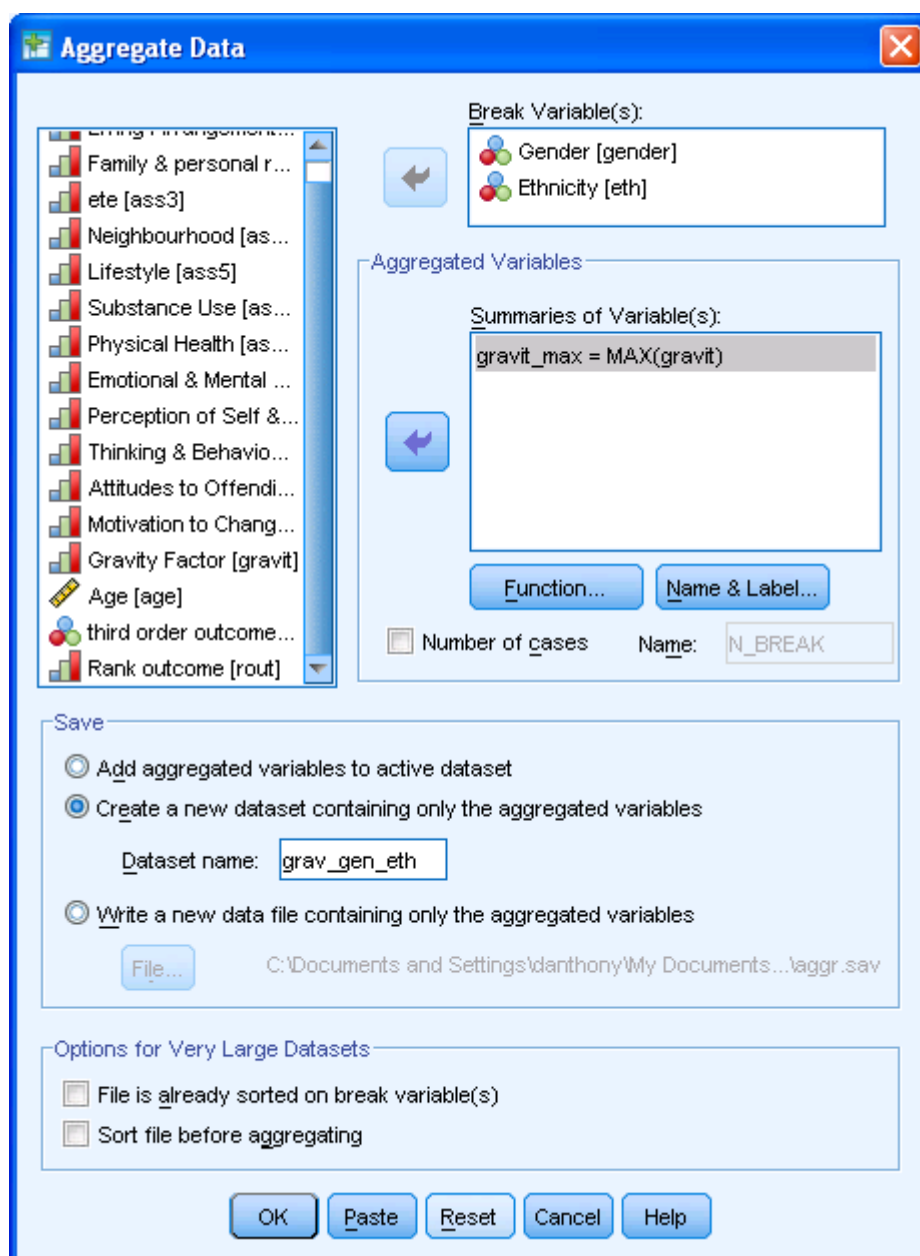 Aggregate Data
Break Variable(s):
Gender [gender]
Ethnicity [eth]
Family & personal r...
ete [ass3]
Neighbourhood [as...
Lifestyle [ass5]
Substance Use [as...
Physical Health [as...
Emotional & Mental ...
Perception of Self &...
Thinking & Behavio...
Attitudes to Offendi...
Motivation to Chang...
Gravity Factor [gravit]
Age [age]
third order outcome...
Rank outcome [rout]
Aggregated Variables
Summaries of Variable(s):
gravit_max = MAX(gravit)
Function...
Name & Label...
Number of cases
Name:
N_BREAK
Save
Add aggregated variables to active dataset
Create a new dataset containing only the aggregated variables
Dataset name:
grav_gen_eth
Write a new data file containing only the aggregated variables
File...
C:\Documents and Settings\danthony\My Documents...\aggr.sav
Options for Very Large Datasets
File is already sorted on break variable(s)
Sort file before aggregating
OK
Paste
Reset
Cancel
Help